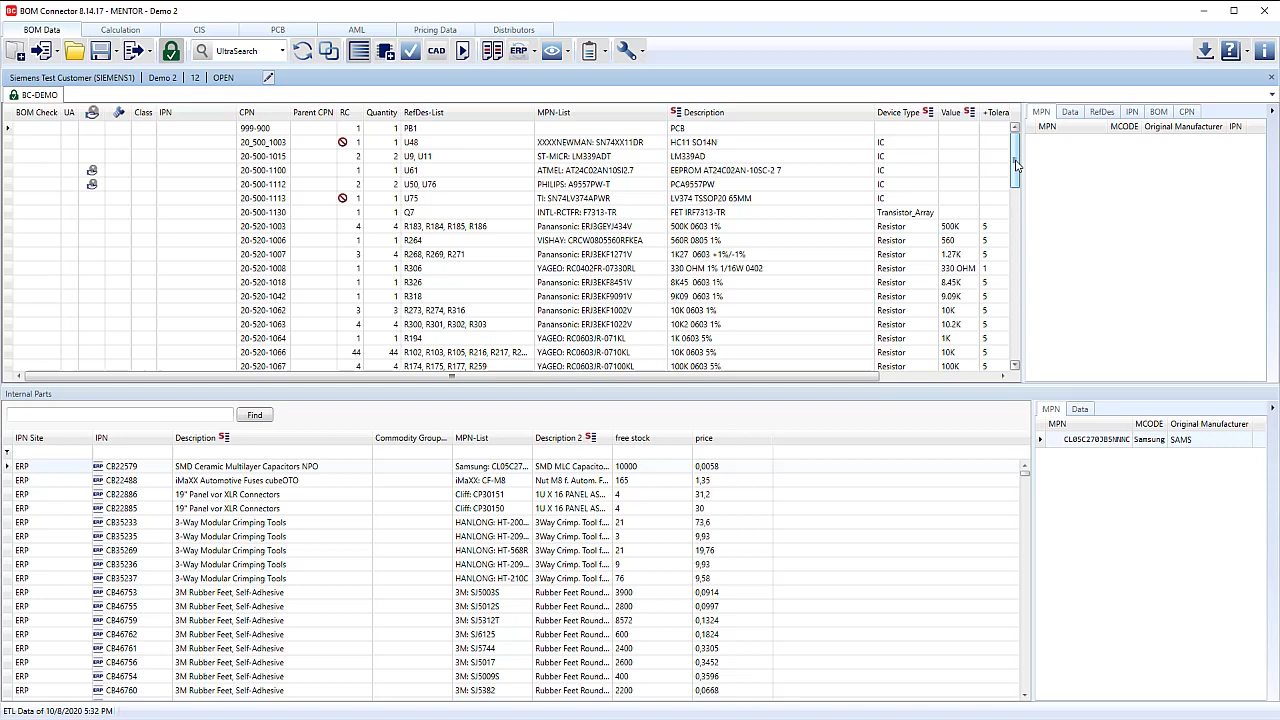 BC BOM Connector 8.14.17 - MENTOR - Demo 2
BOM Data Calculation CIS PCB AML Pricing Data Distributors
UltraSearch CAD ERP
Siemens Test Customer (SIEMENS1) Demo 2 12 OPEN
BC-DEMO
BOM Check UA Class IPN CPN Parent CPN RC Quantity RefDes-List MPN-List Description Device Type Value +Tolera
999-900 1 1 PB1 PCB
20_500_1003 1 1 U48 XXXXNEWMAN: SN74XX11DR HC11 SO14N IC
20-500-1015 2 2 U9, U11 ST-MICR: LM339ADT LM339AD IC
20-500-1100 1 1 U61 ATMEL: AT24C02AN10SI2.7 EEPROM AT24C02AN-10SC-2 7 IC
20-500-1112 2 2 U50, U76 PHILIPS: A9557PW-T PCA9557PW IC
20-500-1113 1 1 U75 TI: SN74LV374APWR LV374 TSSOP20 65MM IC
20-500-1130 1 1 Q7 INTL-RCTFER: F7313-TR FET IRF7313-TR Transistor_Array
20-520-1003 4 4 R183, R184, R185, R186 Panansonic: ERJ3GEYJ434V 500K 0603 1% Resistor 500K 5
20-520-1006 1 1 R264 VISHAY: CRCW0805560RFKEA 560R 0805 1% Resistor 560 5
20-520-1007 3 4 R268, R269, R271 Panansonic: ERJ3EKF1271V 1K27 0603 +1%/-1% Resistor 1.27K 5
20-520-1008 1 1 R306 YAGEO: RC0402FR-07330RL 330 OHM 1% 1/16W 0402 Resistor 330 OHM 1
20-520-1018 1 1 R326 Panansonic: ERJ3EKF8451V 8K45 0603 1% Resistor 8.45K 5
20-520-1042 1 1 R318 Panansonic: ERJ3EKF9091V 9K09 0603 1% Resistor 9.09K 5
20-520-1062 3 3 R273, R274, R316 Panansonic: ERJ3EKF1002V 10K 0603 1% Resistor 10K 5
20-520-1063 4 4 R300, R301, R302, R303 Panansonic: ERJ3EKF1022V 10K2 0603 1% Resistor 10.2K 5
20-520-1064 1 1 R194 YAGEO: RC0603JR-071KL 1K 0603 5% Resistor 1K 5
20-520-1066 44 44 R102, R103, R105, R216, R217, R2... YAGEO: RC0603JR-0710KL 10K 0603 5% Resistor 10K 5
20-520-1067 4 4 R174, R175, R177, R259 YAGEO: RC0603JR-07100KL 100K 0603 5% Resistor 100K 5
MPN Data RefDes IPN BOM CPN
MPN MCODE Original Manufacturer IPN
Internal Parts
Find
IPN Site IPN Description Commodity Group... MPN-List Description 2 free stock price
ERP ERP CB22579 SMD Ceramic Multilayer Capacitors NPO Samsung: CL05C27... SMD MLC Capacito... 10000 0,0058
ERP ERP CB22488 iMaXX Automotive Fuses cubeOTO iMaXX: CF-M8 Nut M8 f. Autom. F... 165 1,35
ERP ERP CB22886 19" Panel vor XLR Connectors Cliff: CP30151 1U X 16 PANEL AS... 4 31,2
ERP ERP CB22885 19" Panel vor XLR Connectors Cliff: CP30150 1U X 16 PANEL AS... 4 30
ERP ERP CB35233 3-Way Modular Crimping Tools HANLONG: HT-200... 3Way Crimp. Tool f... 21 73,6
ERP ERP CB35235 3-Way Modular Crimping Tools HANLONG: HT-209... 3Way Crimp. Tool f... 3 9,93
ERP ERP CB35269 3-Way Modular Crimping Tools HANLONG: HT-568R 3Way Crimp. Tool f... 21 19,76
ERP ERP CB35236 3-Way Modular Crimping Tools HANLONG: HT-209... 3Way Crimp. Tool f... 9 9,93
ERP ERP CB35237 3-Way Modular Crimping Tools HANLONG: HT-210C 3Way Crimp. Tool f... 76 9,58
ERP ERP CB46753 3M Rubber Feet, Self-Adhesive 3M: SJ5003S Rubber Feet Round... 3900 0,0914
ERP ERP CB46755 3M Rubber Feet, Self-Adhesive 3M: SJ5012S Rubber Feet Round... 2800 0,0997
ERP ERP CB46759 3M Rubber Feet, Self-Adhesive 3M: SJ5312T Rubber Feet Round... 8572 0,1324
ERP ERP CB46762 3M Rubber Feet, Self-Adhesive 3M: SJ6125 Rubber Feet Round... 600 0,1824
ERP ERP CB46761 3M Rubber Feet, Self-Adhesive 3M: SJ5744 Rubber Feet Round... 2400 0,3305
ERP ERP CB46756 3M Rubber Feet, Self-Adhesive 3M: SJ5017 Rubber Feet Round... 2600 0,3452
ERP ERP CB46754 3M Rubber Feet, Self-Adhesive 3M: SJ5009S Rubber Feet Round... 400 0,3596
ERP ERP CB46760 3M Rubber Feet, Self-Adhesive 3M: SJ5382 Rubber Feet Round... 2200 0,0668
MPN Data
MPN MCODE Original Manufacturer
CL05C270JB5NNNC Samsung SAMS
ETL Data of 10/8/2020 5:32 PM